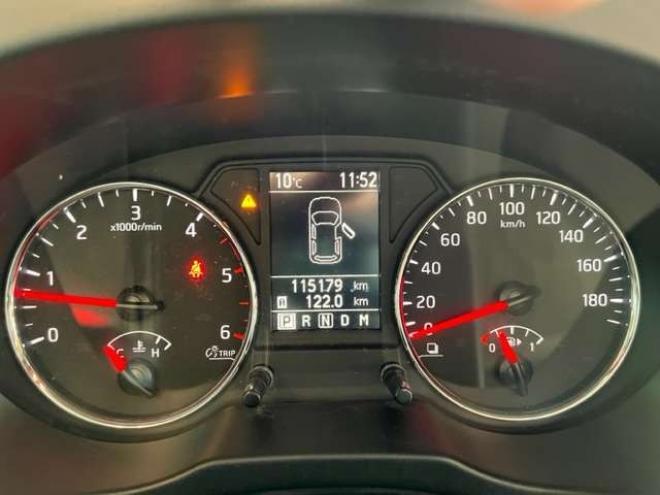 10°C 11:52
115179 km
A 122.0 km
P R N D M
0 1 2 3 4 5 6
x1000r/min
C H
TRIP
0 20 40 60 80 100 120 140 160 180
km/h
0 1